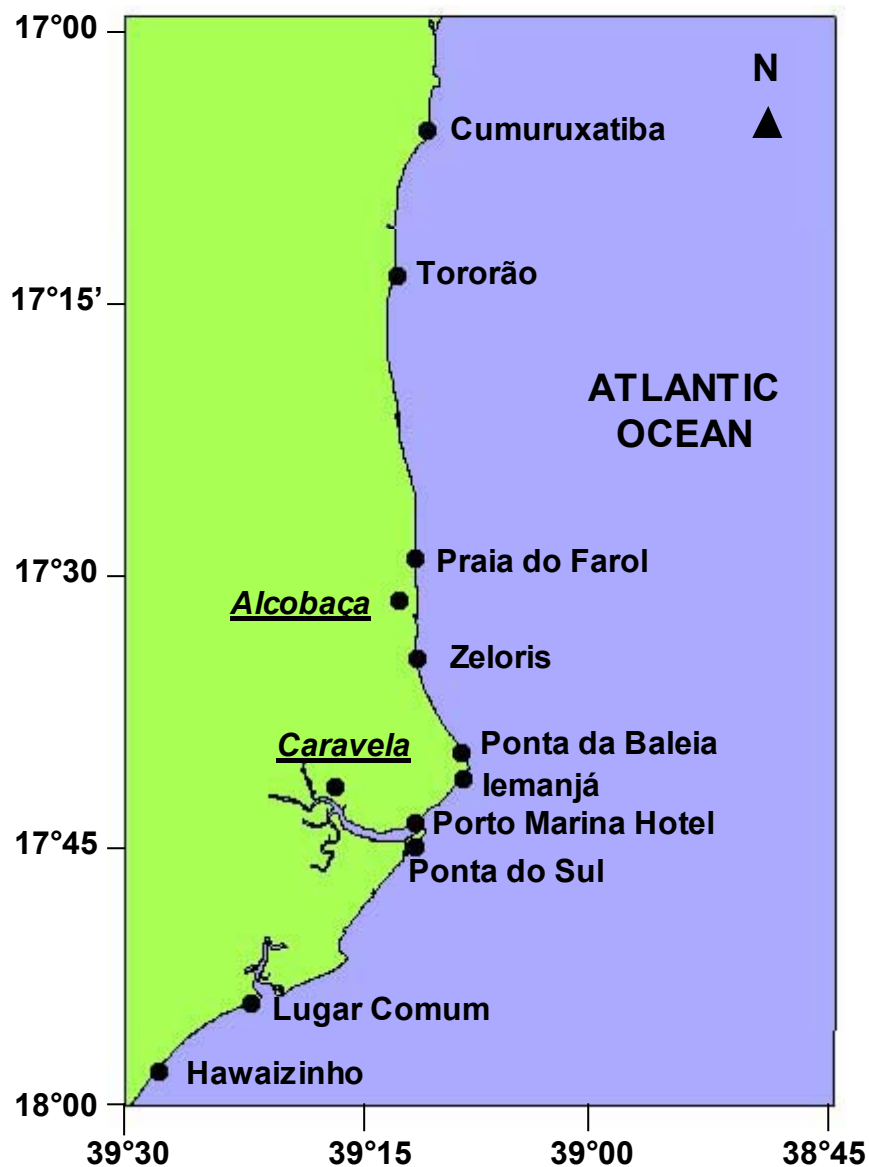 17°00
N
Cumuruxatiba
Tororão
17°15’
ATLANTIC
OCEAN
Praia do Farol
17°30
Alcobaça
Zeloris
Caravela
Ponta da Baleia
Iemanjá
Porto Marina Hotel
17°45
Ponta do Sul
Lugar Comum
Hawaizinho
18°00
39°30 39°15 39°00 38°45